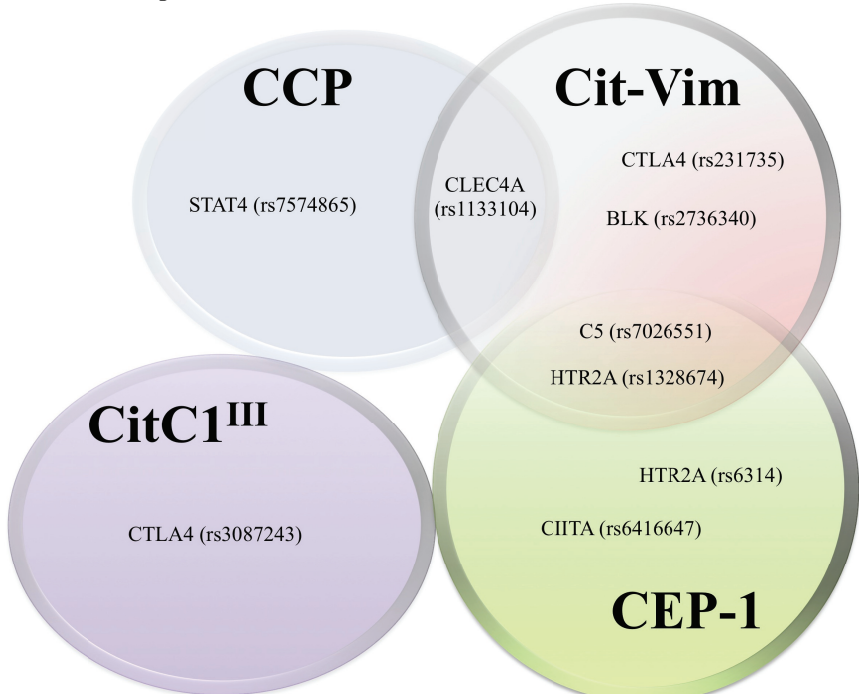 CCP
STAT4 (rs7574865)
CLEC4A
(rs1133104)
Cit-Vim
CTLA4 (rs231735)
BLK (rs2736340)
C5 (rs7026551)
HTR2A (rs1328674)
CitC1ᴵᴵᴵ
CTLA4 (rs3087243)
HTR2A (rs6314)
CIITA (rs6416647)
CEP-1